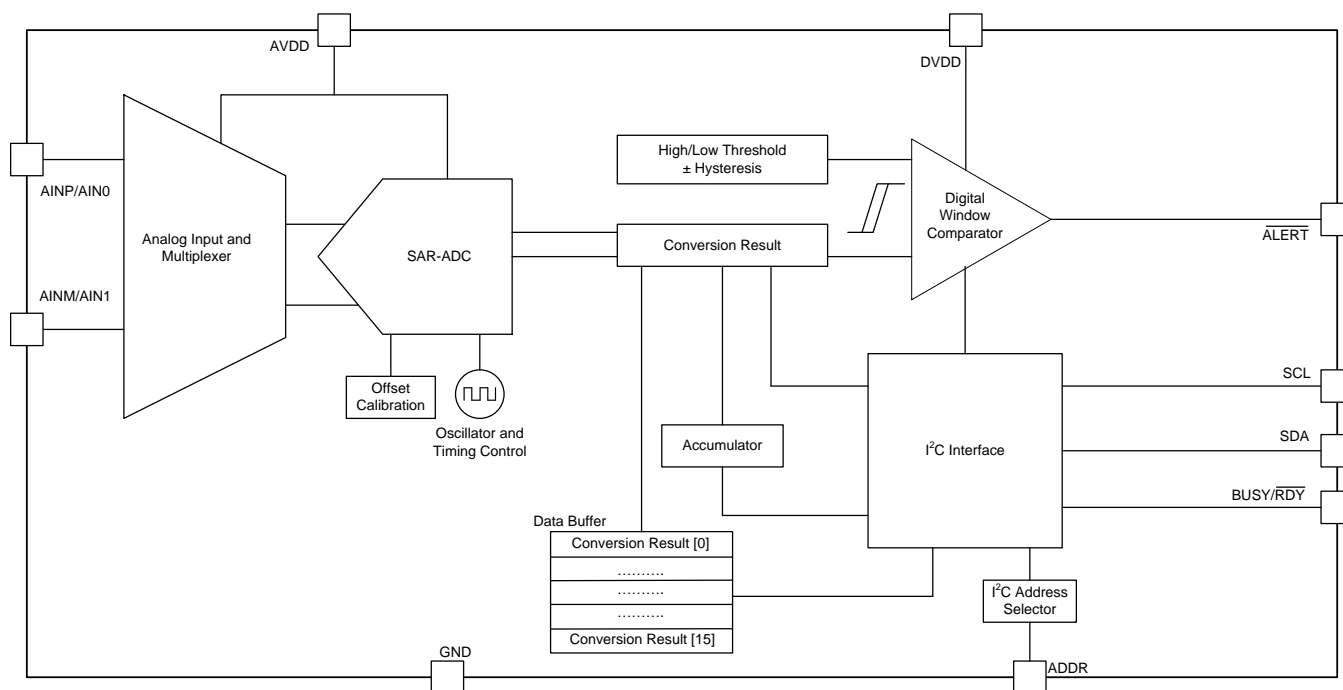 AVDD
DVDD
AINP/AIN0
AINM/AIN1
Analog Input and
Multiplexer
SAR-ADC
Offset
Calibration
Oscillator and
Timing Control
High/Low Threshold
± Hysteresis
Conversion Result
Digital
Window
Comparator
ALERT
Accumulator
I²C Interface
SCL
SDA
BUSY/RDY
Data Buffer
Conversion Result [0]
..........
..........
..........
Conversion Result [15]
I²C Address
Selector
GND
ADDR